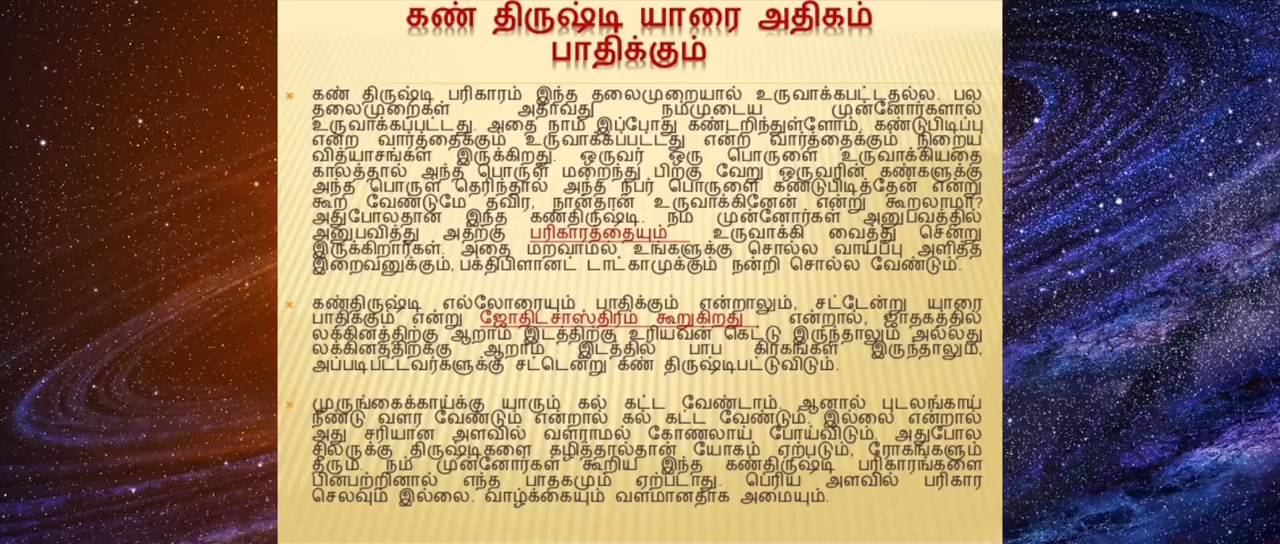 கண் திருஷ்டி யாரை அதிகம்
பாதிக்கும்
கண் திருஷ்டி பரிகாரம் இந்த தலைமுறையால் உருவாக்கபட்டதல்ல. பல
தலைமுறைகள் அதாவது நம்முடைய முன்னோர்களால்
உருவாக்கப்பட்டது. அதை நாம் இப்போது கண்டறிந்துள்ளோம். கண்டுபிடிப்பு
என்ற வார்த்தைக்கும் உருவாக்கப்பட்டது என்ற வார்த்தைக்கும் நிறைய
வித்யாசங்கள் இருக்கிறது. ஒருவர் ஒரு பொருளை உருவாக்கியதை
காலத்தால் அந்த பொருள் மறைந்து பிறகு வேறு ஒருவரின் கண்களுக்கு
அந்த பொருள் தெரிந்தால் அந்த நபர் பொருளை கண்டுபிடித்தேன் என்று
கூற வேண்டுமே தவிர, நான்தான் உருவாக்கினேன் என்று கூறலாமா?
அதுபோலதான் இந்த கண்திருஷ்டி. நம் முன்னோர்கள் அனுபவத்தில்
அனுபவித்து அதற்கு பரிகாரத்தையும் உருவாக்கி வைத்து சென்று
இருக்கிறார்கள். அதை மறவாமல் உங்களுக்கு சொல்ல வாய்ப்பு அளித்த
இறைவனுக்கும், பக்திபிளானட் டாட்காமுக்கும் நன்றி சொல்ல வேண்டும்.
கண்திருஷ்டி எல்லோரையும் பாதிக்கும் என்றாலும், சட்டேன்று யாரை
பாதிக்கும் என்று ஜோதிடசாஸ்திரம் கூறுகிறது என்றால், ஜாதகத்தில்
லக்கினத்திற்கு ஆறாம் இடத்திற்கு உரியவன் கெட்டு இருந்தாலும் அல்லது
லக்கினத்திற்க்கு ஆறாம் இடத்தில் பாப கிரகங்கள் இருந்தாலும்,
அப்படிபட்டவர்களுக்கு சட்டென்று கண் திருஷ்டிபட்டுவிடும்.
முருங்கைக்காய்க்கு யாரும் கல் கட்ட வேண்டாம். ஆனால் புடலங்காய்
நீண்டு வளர வேண்டும் என்றால் கல் கட்ட வேண்டும். இல்லை என்றால்
அது சரியான அளவில் வளராமல் கோணலாய் போய்விடும். அதுபோல
சிலருக்கு திருஷ்டிகளை கழித்தால்தான் யோகம் ஏற்படும், ரோகங்களும்
தீரும். நம் முன்னோர்கள் கூறிய இந்த கண்திருஷ்டி பரிகாரங்களை
பின்பற்றினால் எந்த பாதகமும் ஏற்படாது. பெரிய அளவில் பரிகார
செலவும் இல்லை. வாழ்க்கையும் வளமானதாக அமையும்.